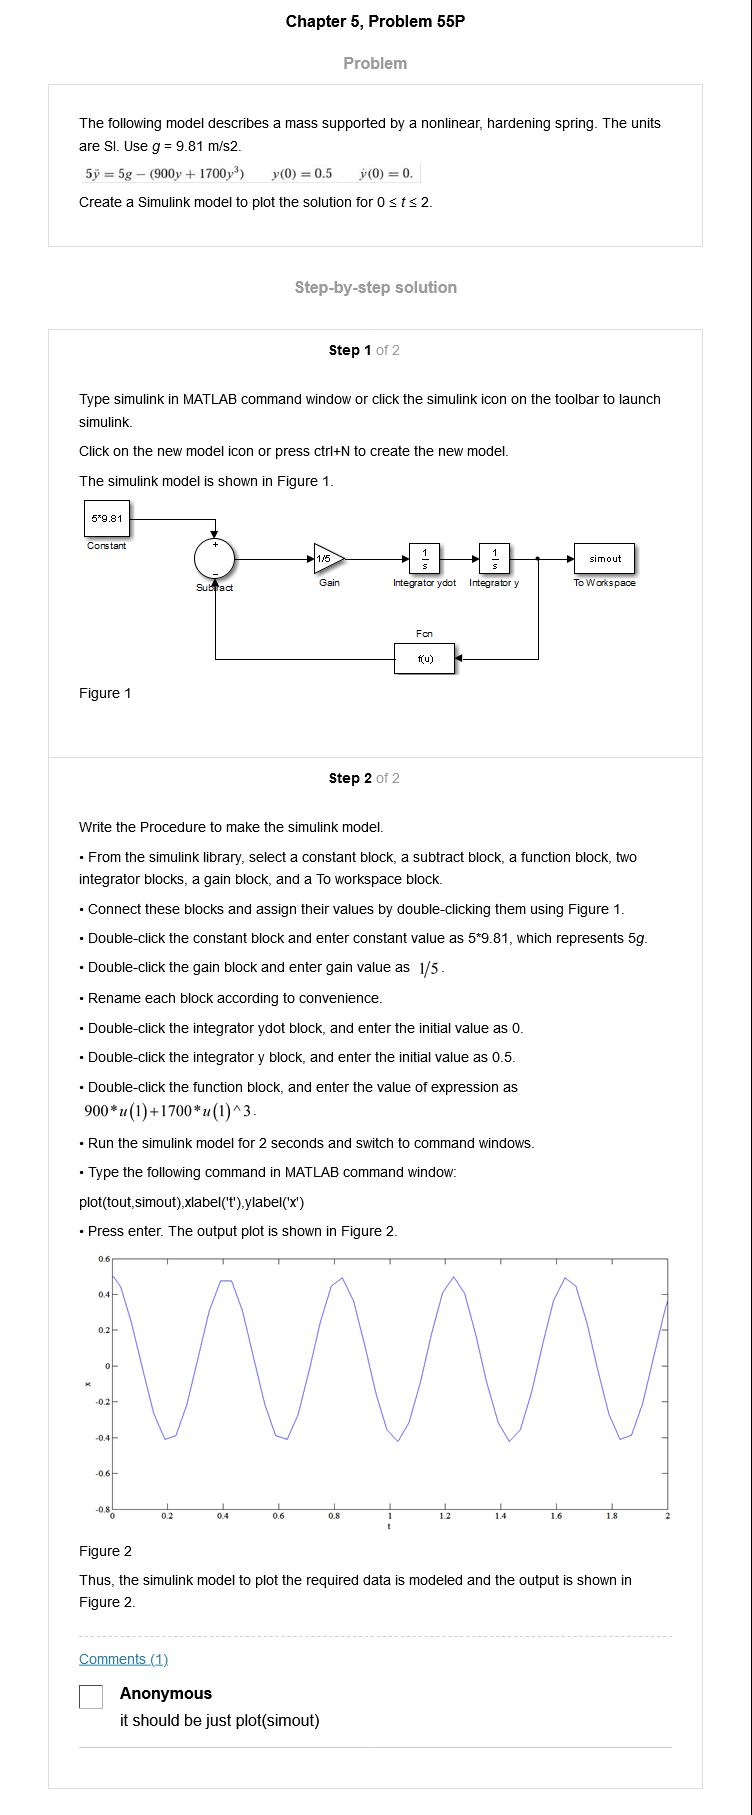 Chapter 5, Problem 55P
Problem
The following model describes a mass supported by a nonlinear, hardening spring. The units
are SI. Use g = 9.81 m/s2.
5ÿ = 5g − (900y + 1700y³) y(0) = 0.5 ẏ(0) = 0.
Create a Simulink model to plot the solution for 0 ≤ t ≤ 2.
Step-by-step solution
Step 1 of 2
Type simulink in MATLAB command window or click the simulink icon on the toolbar to launch
simulink.
Click on the new model icon or press ctrl+N to create the new model.
The simulink model is shown in Figure 1.
5*9.81
Constant
+
−
Subtract
1/5
Gain
1
s
Integrator ydot
1
s
Integrator y
simout
To Workspace
Fcn
f(u)
Figure 1
Step 2 of 2
Write the Procedure to make the simulink model.
• From the simulink library, select a constant block, a subtract block, a function block, two
integrator blocks, a gain block, and a To workspace block.
• Connect these blocks and assign their values by double-clicking them using Figure 1.
• Double-click the constant block and enter constant value as 5*9.81, which represents 5g.
• Double-click the gain block and enter gain value as 1/5.
• Rename each block according to convenience.
• Double-click the integrator ydot block, and enter the initial value as 0.
• Double-click the integrator y block, and enter the initial value as 0.5.
• Double-click the function block, and enter the value of expression as
900*u(1)+1700*u(1)^3.
• Run the simulink model for 2 seconds and switch to command windows.
• Type the following command in MATLAB command window:
plot(tout,simout),xlabel('t'),ylabel('x')
• Press enter. The output plot is shown in Figure 2.
0.6
0.4
0.2
0
x
-0.2
-0.4
-0.6
-0.8
0 0.2 0.4 0.6 0.8 1 1.2 1.4 1.6 1.8 2
t
Figure 2
Thus, the simulink model to plot the required data is modeled and the output is shown in
Figure 2.
Comments (1)
Anonymous
it should be just plot(simout)